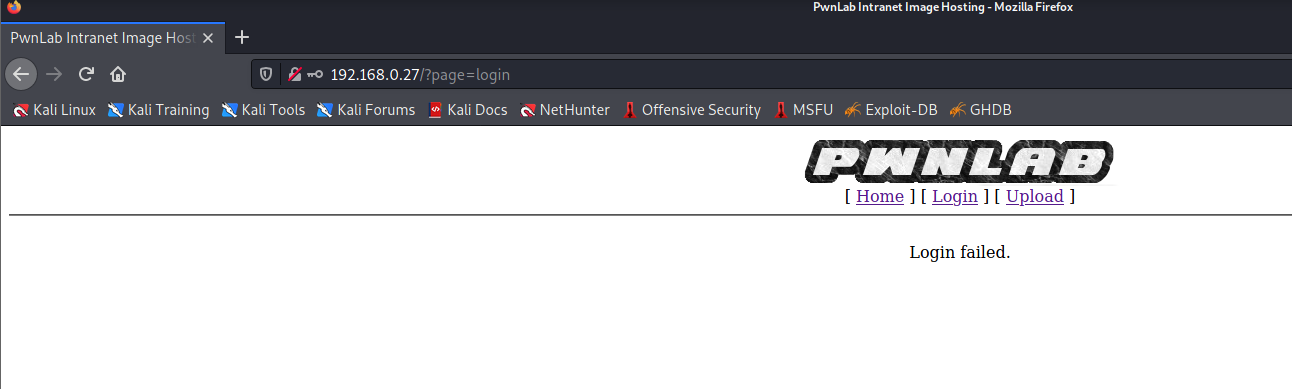 PwnLab Intranet Image Hosting - Mozilla Firefox
PwnLab Intranet Image Host
192.168.0.27/?page=login
Kali Linux Kali Training Kali Tools Kali Forums Kali Docs NetHunter Offensive Security MSFU Exploit-DB GHDB
PWNLAB
[ Home ] [ Login ] [ Upload ]
Login failed.